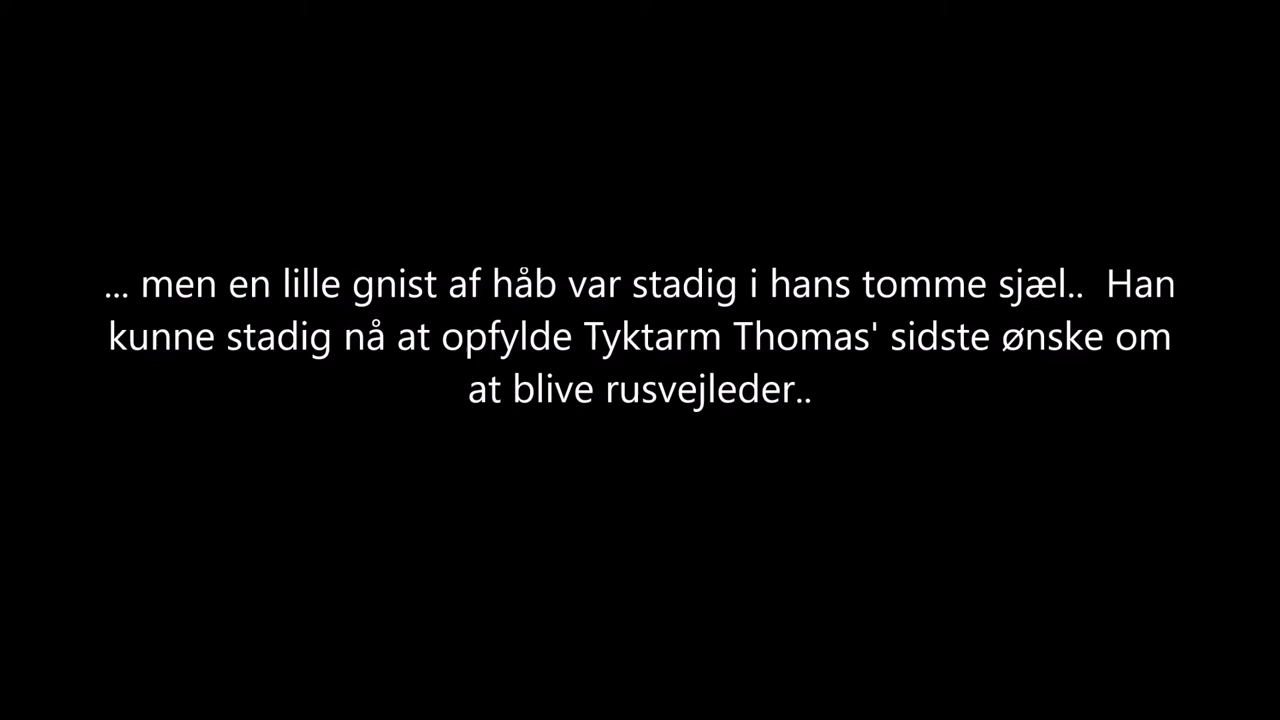 ... men en lille gnist af håb var stadig i hans tomme sjæl..  Han
kunne stadig nå at opfylde Tyktarm Thomas' sidste ønske om
at blive rusvejleder..